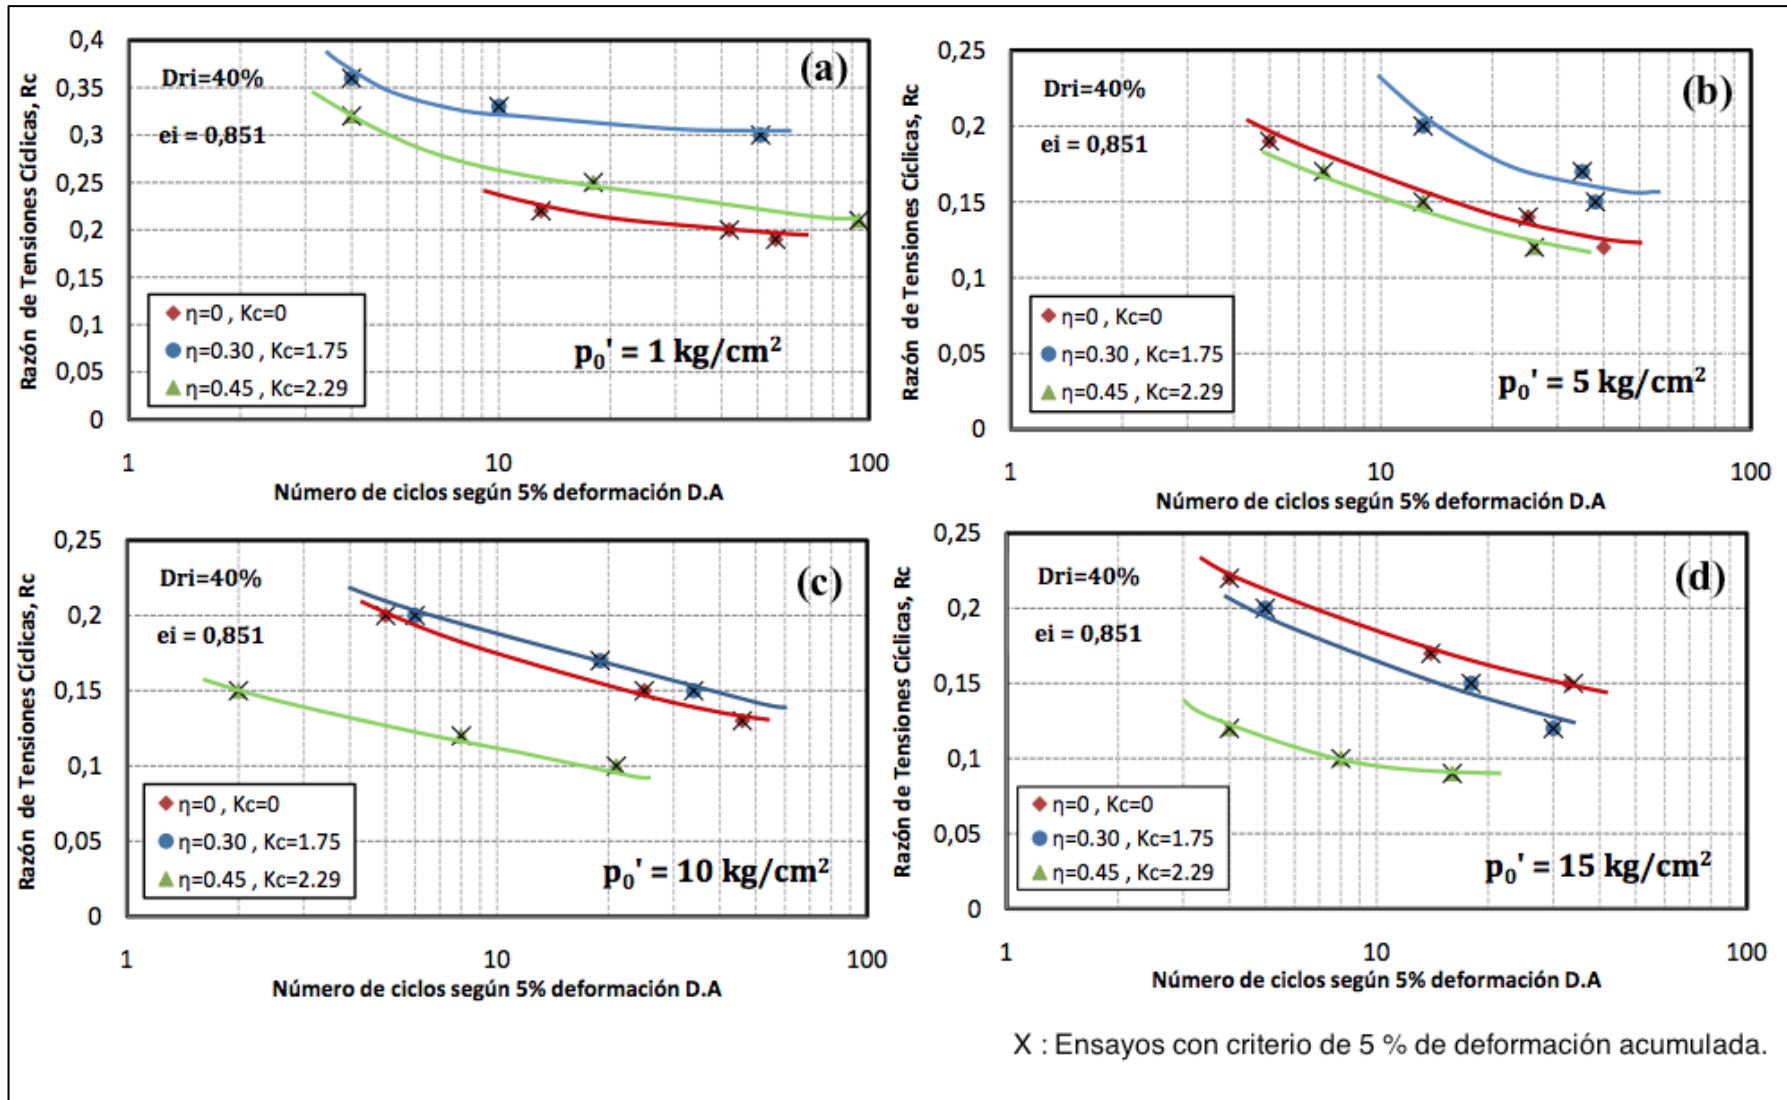 (a)
Dri=40%
ei = 0,851
0,4
0,35
0,3
0,25
0,2
0,15
0,1
0,05
0
Razón de Tensiones Cíclicas, Rc
η=0 , Kc=0
η=0.30 , Kc=1.75
η=0.45 , Kc=2.29
p₀' = 1 kg/cm²
1 10 100
Número de ciclos según 5% deformación D.A
(b)
Dri=40%
ei = 0,851
0,25
0,2
0,15
0,1
0,05
0
Razón de Tensiones Cíclicas, Rc
η=0 , Kc=0
η=0.30 , Kc=1.75
η=0.45 , Kc=2.29
p₀' = 5 kg/cm²
1 10 100
Número de ciclos según 5% deformación D.A
(c)
Dri=40%
ei = 0,851
0,25
0,2
0,15
0,1
0,05
0
Razón de Tensiones Cíclicas, Rc
η=0 , Kc=0
η=0.30 , Kc=1.75
η=0.45 , Kc=2.29
p₀' = 10 kg/cm²
1 10 100
Número de ciclos según 5% deformación D.A
(d)
Dri=40%
ei = 0,851
0,25
0,2
0,15
0,1
0,05
0
Razón de Tensiones Cíclicas, Rc
η=0 , Kc=0
η=0.30 , Kc=1.75
η=0.45 , Kc=2.29
p₀' = 15 kg/cm²
1 10 100
Número de ciclos según 5% deformación D.A
X : Ensayos con criterio de 5 % de deformación acumulada.